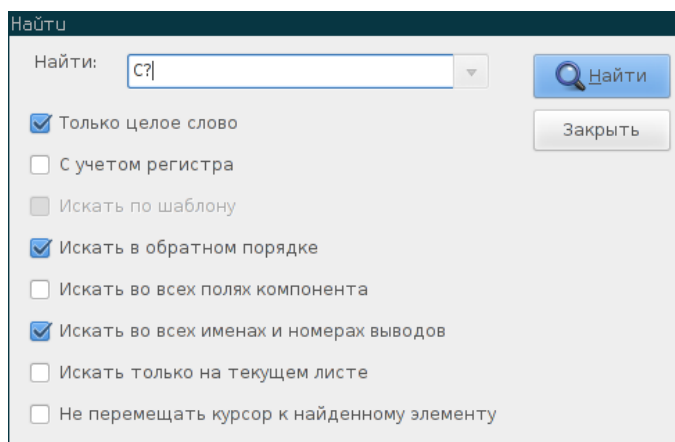 Найти
Найти:
C?
Найти
Только целое слово
Закрыть
С учетом регистра
Искать по шаблону
Искать в обратном порядке
Искать во всех полях компонента
Искать во всех именах и номерах выводов
Искать только на текущем листе
Не перемещать курсор к найденному элементу